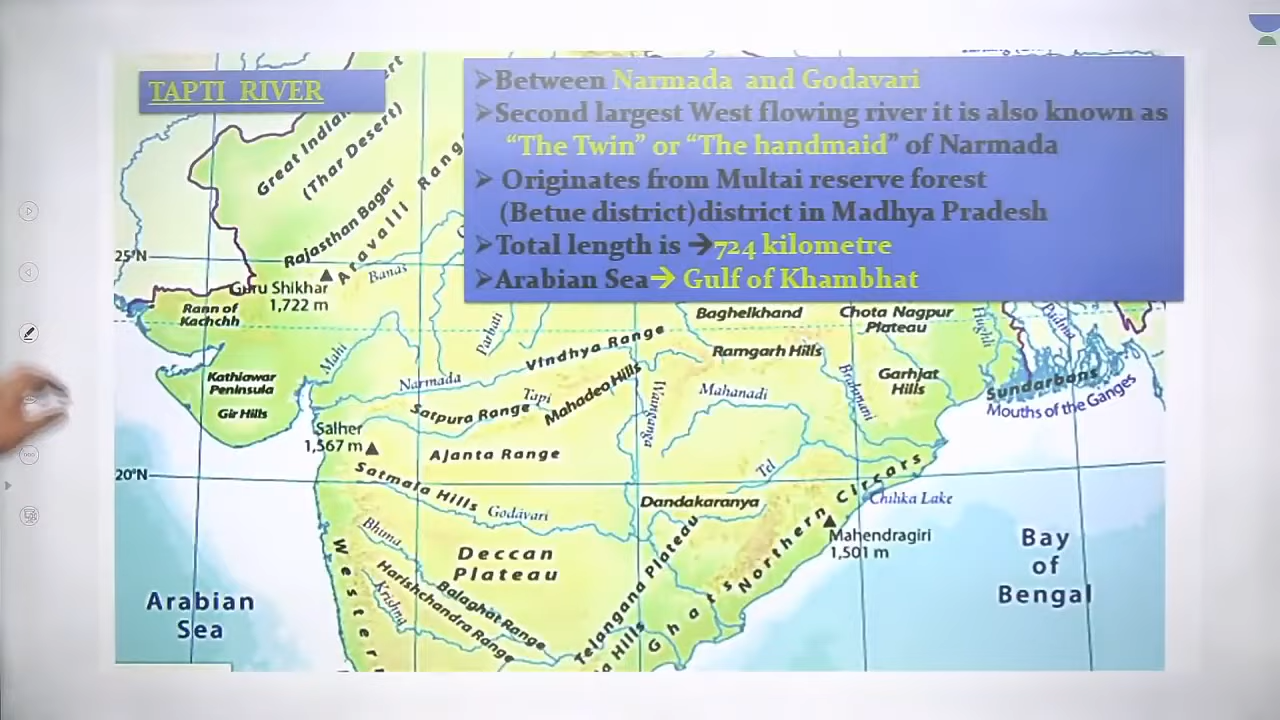 TAPTI RIVER
➢Between Narmada and Godavari
➢Second largest West flowing river it is also known as
“The Twin” or “The handmaid” of Narmada
➢ Originates from Multai reserve forest
(Betue district)district in Madhya Pradesh
➢Total length is →724 kilometre
➢Arabian Sea→ Gulf of Khambhat
Great Indian
ert
(Thar Desert)
Rajasthan Bagar
Aravalli Rang
25°N
Banas
Guru Shikhar
1,722 m
Rann of
Kachchh
Mahi
Parbati
Vindhya Range
Baghelkhand
Chota Nagpur
Plateau
Hughli
Padma
Ramgarh Hills
Kathiawar
Peninsula
Gir Hills
Narmada
Tapi
Satpura Range
Mahadeo Hills
Wainganga
Mahanadi
Brahmani
Garhjat
Hills
Sundarbans
Mouths of the Ganges
Salher
1,567 m
Ajanta Range
20°N
Satmala Hills
Godavari
Tel
Dandakaranya
Northern Circars
Chilika Lake
Mahendragiri
1,501 m
Bhima
Deccan
Plateau
Harishchandra Range
Balaghat Range
Krishna
Western
Telangana Plateau
a Hills
Ghats
Arabian
Sea
Bay
of
Bengal